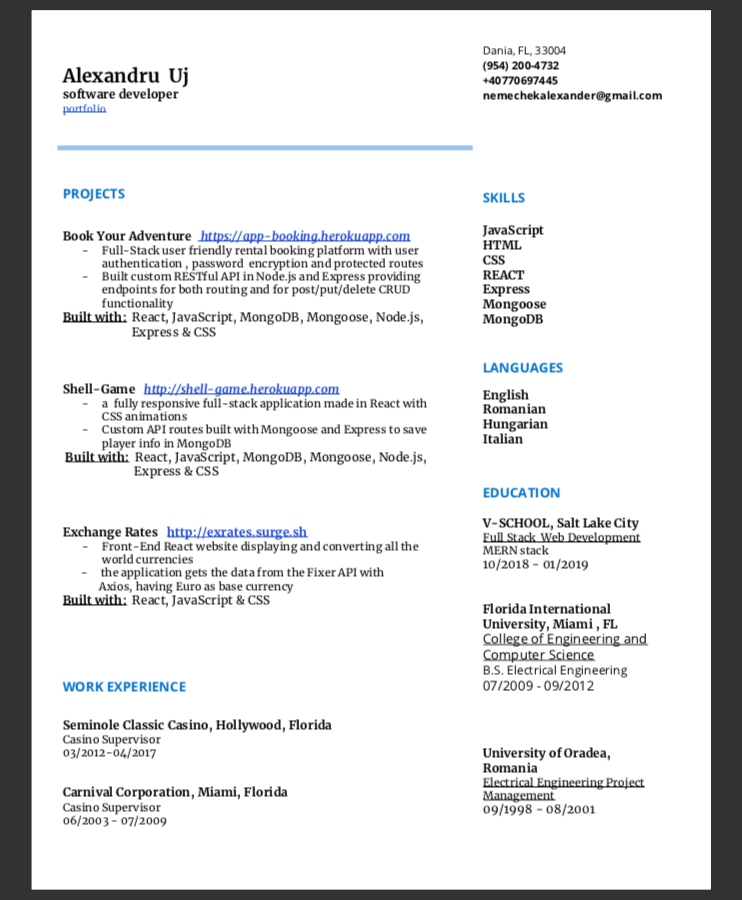 Alexandru Uj
software developer
portfolio
Dania, FL, 33004
(954) 200-4732
+40770697445
nemechekalexander@gmail.com
PROJECTS
Book Your Adventure https://app-booking.herokuapp.com
- Full-Stack user friendly rental booking platform with user
authentication , password encryption and protected routes
- Built custom RESTful API in Node.js and Express providing
endpoints for both routing and for post/put/delete CRUD
functionality
Built with: React, JavaScript, MongoDB, Mongoose, Node.js,
Express & CSS
Shell-Game http://shell-game.herokuapp.com
- a fully responsive full-stack application made in React with
CSS animations
- Custom API routes built with Mongoose and Express to save
player info in MongoDB
Built with: React, JavaScript, MongoDB, Mongoose, Node.js,
Express & CSS
Exchange Rates http://exrates.surge.sh
- Front-End React website displaying and converting all the
world currencies
- the application gets the data from the Fixer API with
Axios, having Euro as base currency
Built with: React, JavaScript & CSS
WORK EXPERIENCE
Seminole Classic Casino, Hollywood, Florida
Casino Supervisor
03/2012-04/2017
Carnival Corporation, Miami, Florida
Casino Supervisor
06/2003 - 07/2009
SKILLS
JavaScript
HTML
CSS
REACT
Express
Mongoose
MongoDB
LANGUAGES
English
Romanian
Hungarian
Italian
EDUCATION
V-SCHOOL, Salt Lake City
Full Stack Web Development
MERN stack
10/2018 - 01/2019
Florida International
University, Miami , FL
College of Engineering and
Computer Science
B.S. Electrical Engineering
07/2009 - 09/2012
University of Oradea,
Romania
Electrical Engineering Project
Management
09/1998 - 08/2001